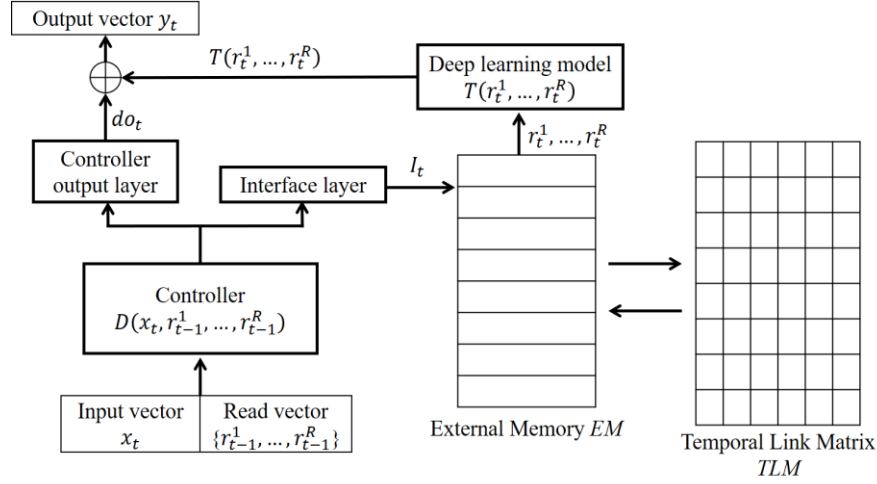 Output vector y_t
T(r_t^1, …, r_t^R)
Deep learning model
T(r_t^1, …, r_t^R)
do_t
r_t^1, …, r_t^R
Controller
output layer
Interface layer
I_t
Controller
D(x_t, r_{t-1}^1, …, r_{t-1}^R)
Input vector
x_t
Read vector
{r_{t-1}^1, …, r_{t-1}^R}
External Memory EM
Temporal Link Matrix
TLM